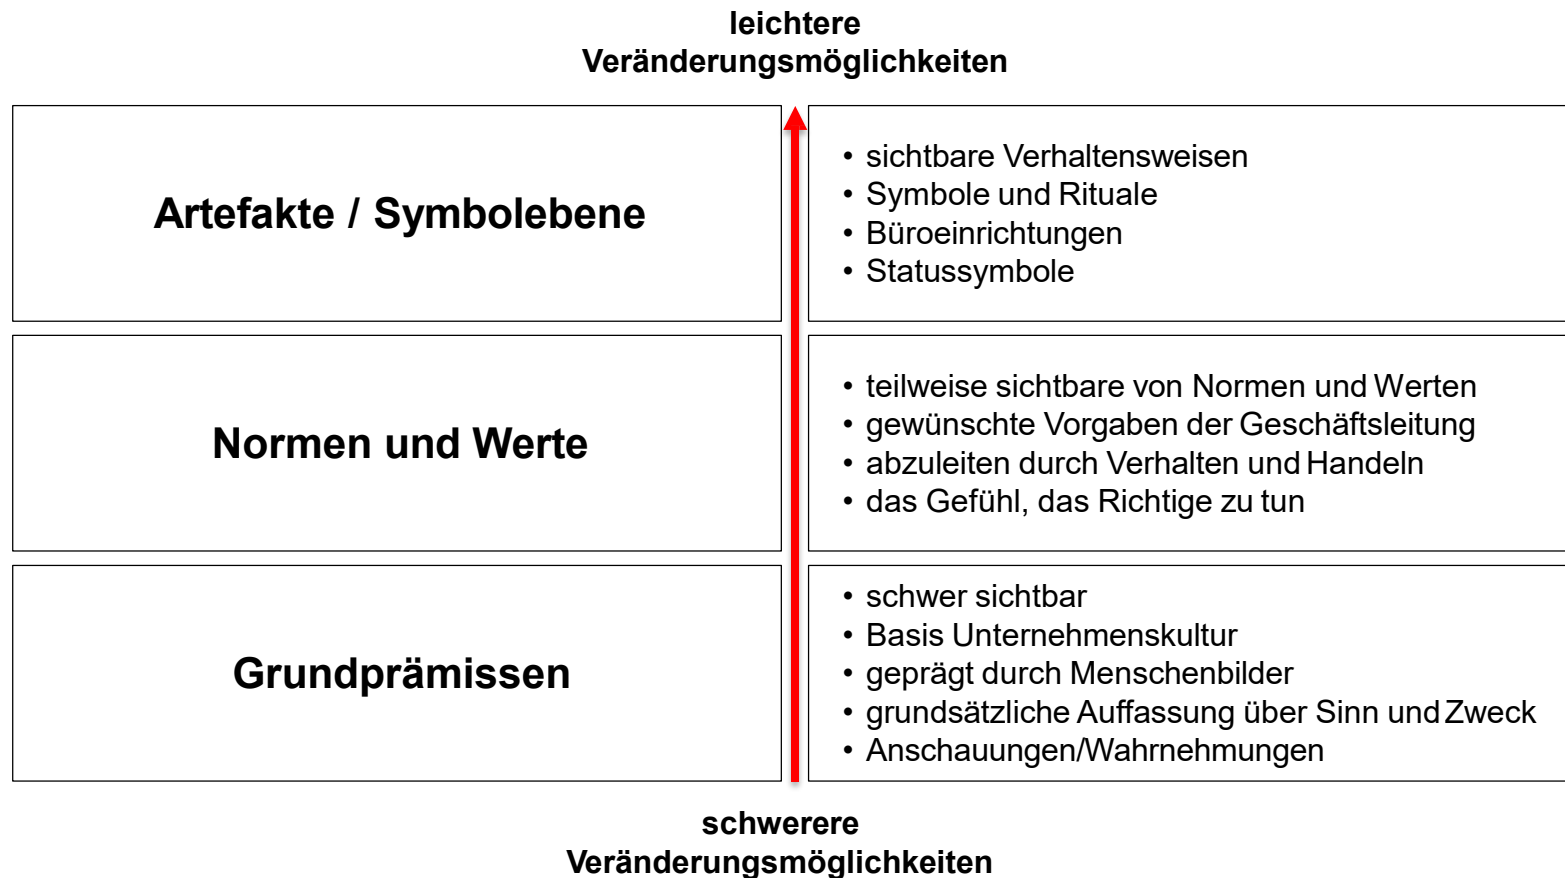 leichtere
Veränderungsmöglichkeiten
Artefakte / Symbolebene
• sichtbare Verhaltensweisen
• Symbole und Rituale
• Büroeinrichtungen
• Statussymbole
Normen und Werte
• teilweise sichtbare von Normen und Werten
• gewünschte Vorgaben der Geschäftsleitung
• abzuleiten durch Verhalten und Handeln
• das Gefühl, das Richtige zu tun
Grundprämissen
• schwer sichtbar
• Basis Unternehmenskultur
• geprägt durch Menschenbilder
• grundsätzliche Auffassung über Sinn und Zweck
• Anschauungen/Wahrnehmungen
schwerere
Veränderungsmöglichkeiten